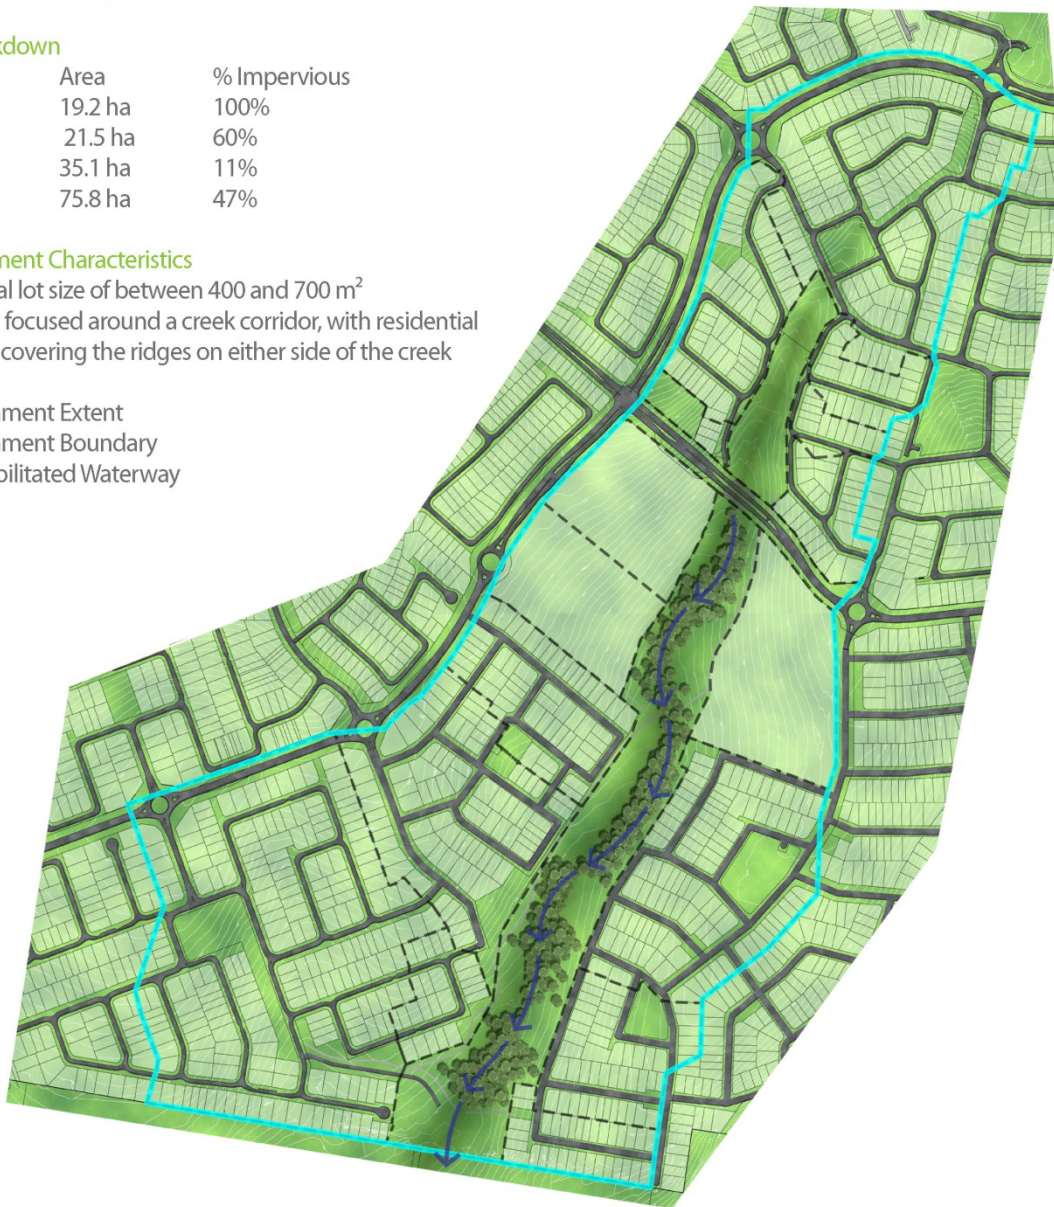 kdown
Area % Impervious
19.2 ha 100%
21.5 ha 60%
35.1 ha 11%
75.8 ha 47%
ment Characteristics
al lot size of between 400 and 700 m²
focused around a creek corridor, with residential
covering the ridges on either side of the creek
ment Extent
ment Boundary
bilitated Waterway